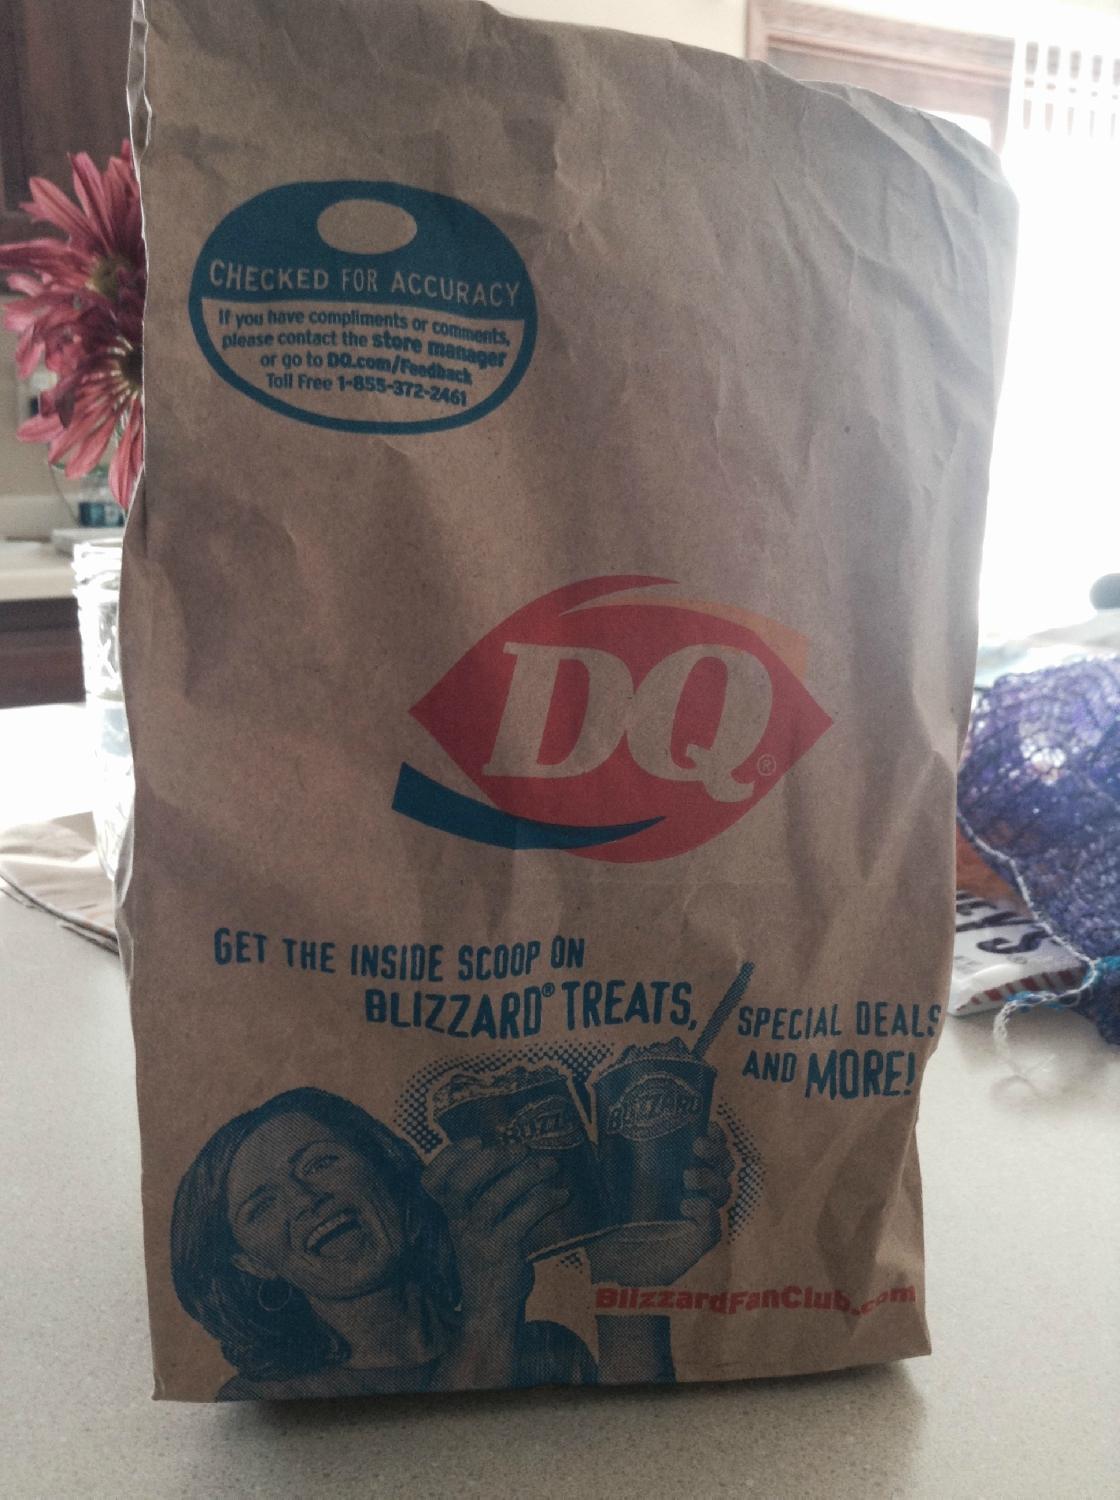 CHECKED FOR ACCURACY
If you have compliments or comments,
please contact the store manager
or go to DQ.com/Feedback
Toll Free 1-855-372-2461
DQ®
GET THE INSIDE SCOOP ON
BLIZZARD® TREATS,
SPECIAL DEALS
AND MORE!
BLIZZ
BLIZZARD
BlizzardFanClub.com